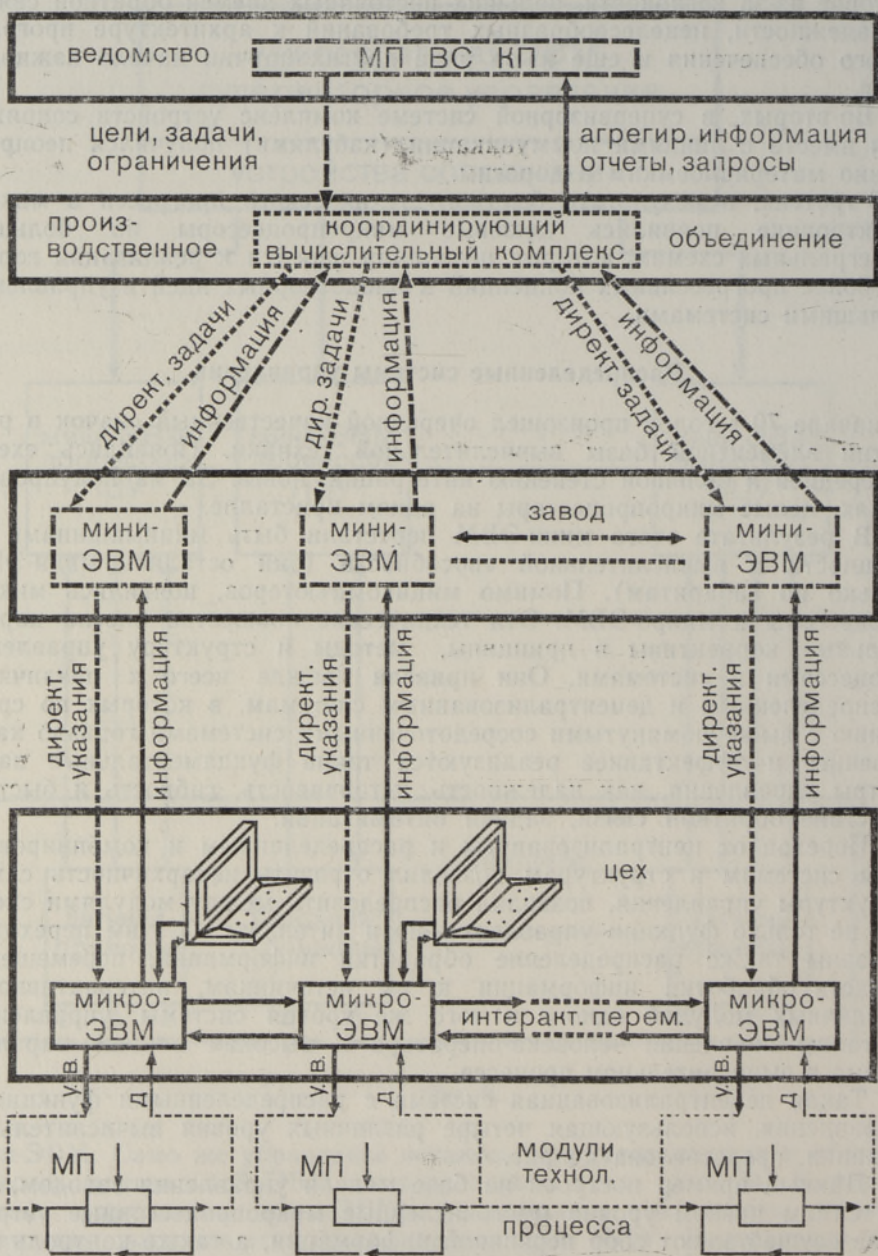 ведомство
МП ВС КП
цели, задачи,
ограничения
агрегир. информация
отчеты, запросы
произ-
водственное
координирующий
вычислительный комплекс
объединение
директ. задачи
информация
дир. задачи
информация
директ. задачи
информация
мини-
ЭВМ
мини-
ЭВМ
завод
мини-
ЭВМ
директ.
указания
информация
директ.
указания
информация
директ.
указания
информация
цех
микро-
ЭВМ
микро-
ЭВМ
интеракт. перем.
микро-
ЭВМ
Д
Д
Д
МП
МП
модули
технол.
процесса
МП